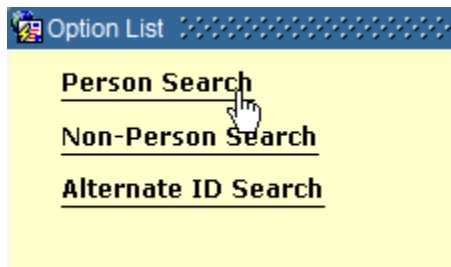 Option List
Person Search
Non-Person Search
Alternate ID Search